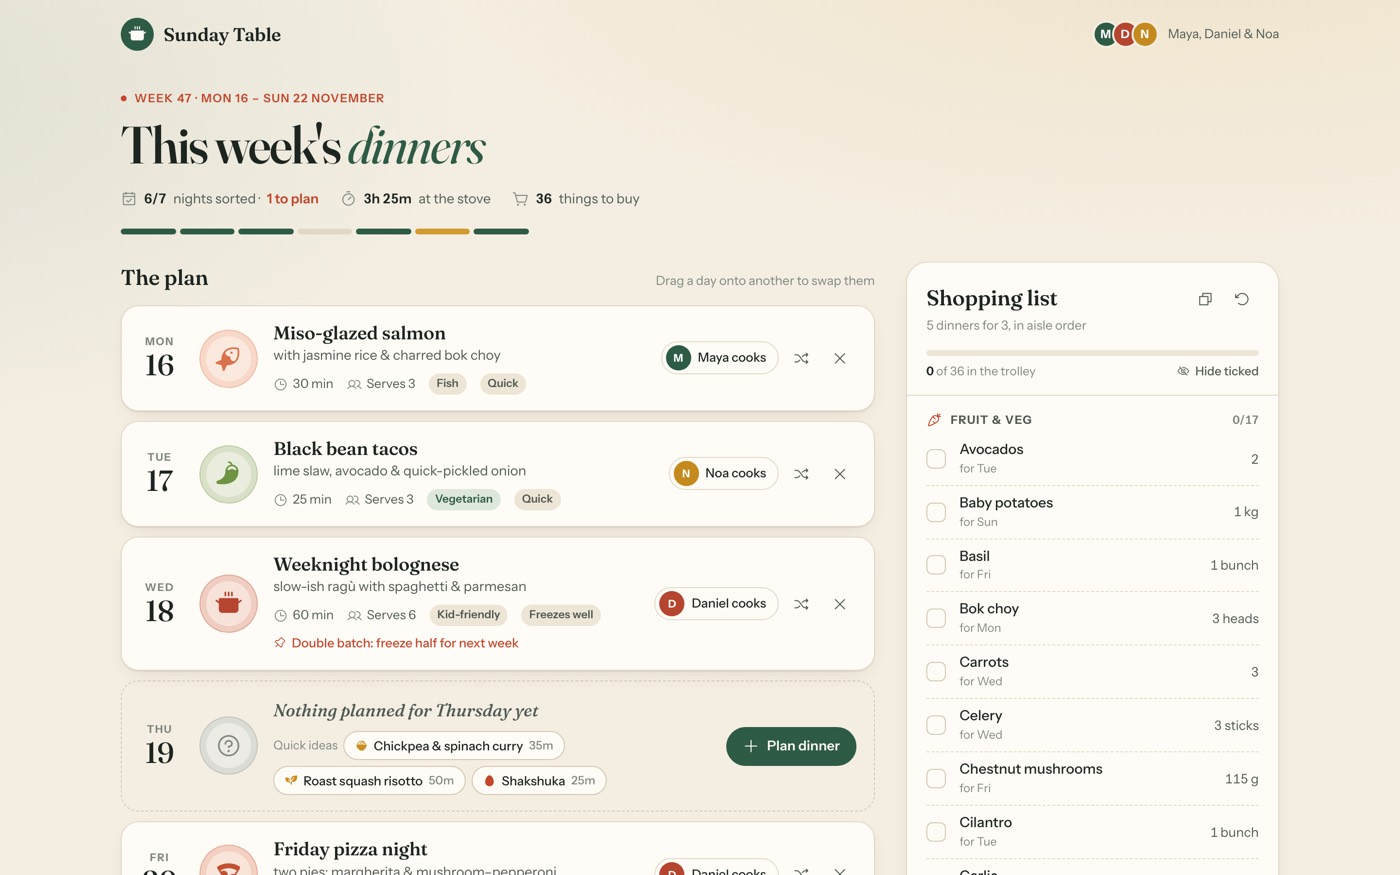 Sunday Table
M D N Maya, Daniel & Noa
WEEK 47 · MON 16 – SUN 22 NOVEMBER
This week's dinners
6/7 nights sorted · 1 to plan 3h 25m at the stove 36 things to buy
The plan
Drag a day onto another to swap them
MON
16
Miso-glazed salmon
with jasmine rice & charred bok choy
30 min Serves 3 Fish Quick
M Maya cooks
TUE
17
Black bean tacos
lime slaw, avocado & quick-pickled onion
25 min Serves 3 Vegetarian Quick
N Noa cooks
WED
18
Weeknight bolognese
slow-ish ragù with spaghetti & parmesan
60 min Serves 6 Kid-friendly Freezes well
Double batch: freeze half for next week
D Daniel cooks
THU
19
Nothing planned for Thursday yet
Quick ideas Chickpea & spinach curry 35m
Roast squash risotto 50m Shakshuka 25m
Plan dinner
FRI
Friday pizza night
two pies: margherita & mushroom-pepperoni
Daniel cooks
Shopping list
5 dinners for 3, in aisle order
0 of 36 in the trolley
Hide ticked
FRUIT & VEG 0/17
Avocados
for Tue
2
Baby potatoes
for Sun
1 kg
Basil
for Fri
1 bunch
Bok choy
for Mon
3 heads
Carrots
for Wed
3
Celery
for Wed
3 sticks
Chestnut mushrooms
for Fri
115 g
Cilantro
for Tue
1 bunch